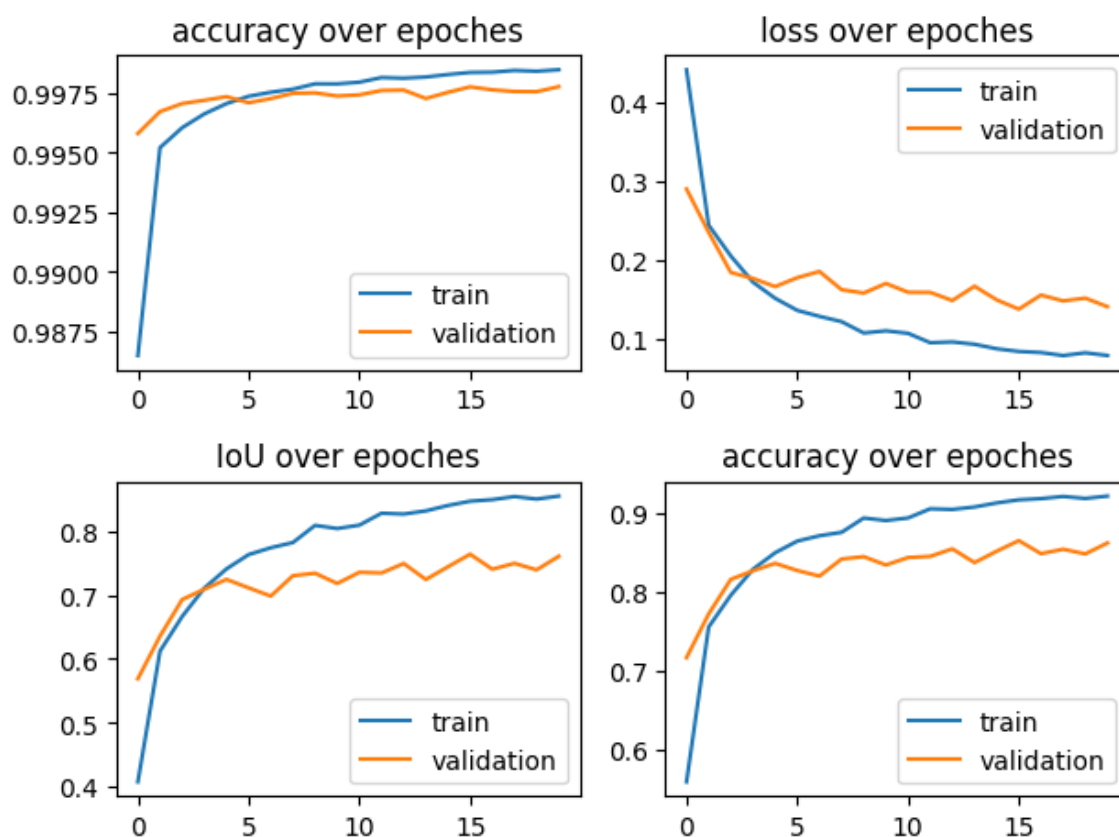 accuracy over epoches
0.9975
0.9950
0.9925
0.9900
0.9875
train
validation
0 5 10 15
loss over epoches
train
validation
0.4
0.3
0.2
0.1
0 5 10 15
IoU over epoches
0.8
0.7
0.6
0.5
0.4
train
validation
0 5 10 15
accuracy over epoches
0.9
0.8
0.7
0.6
train
validation
0 5 10 15